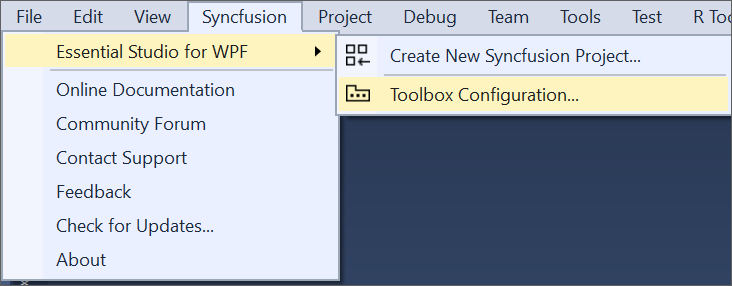 File Edit View Syncfusion Project Debug Team Tools Test R Too
Essential Studio for WPF
Create New Syncfusion Project...
Online Documentation
Toolbox Configuration...
Community Forum
Contact Support
Feedback
Check for Updates...
About